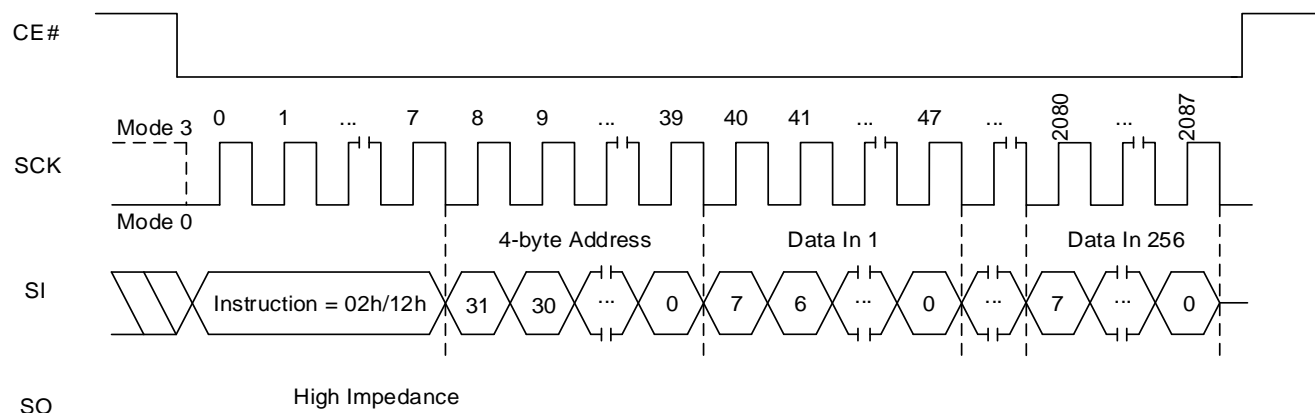 CE#
0 1 ... 7 8 9 ... 39 40 41 ... 47 ... 2080 ... 2087
Mode 3
SCK
Mode 0
4-byte Address Data In 1 Data In 256
SI Instruction = 02h/12h 31 30 ... 0 7 6 ... 0 ... 7 ... 0
High Impedance
SO